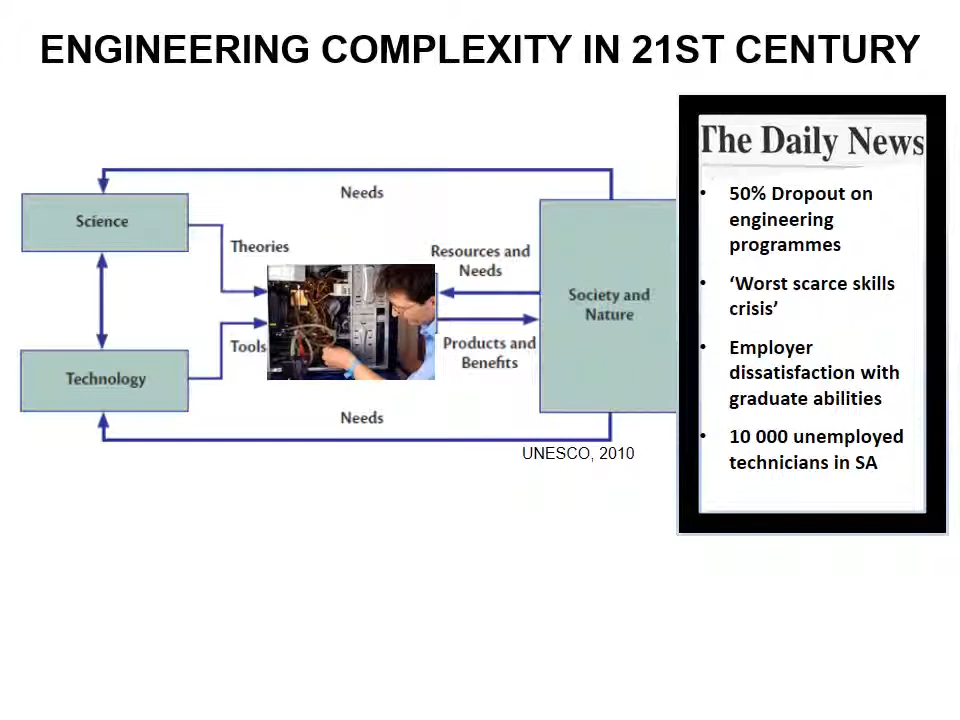 ENGINEERING COMPLEXITY IN 21ST CENTURY
Needs
Science
Theories
Resources and
Needs
Society and
Nature
Tools
Products and
Benefits
Technology
Needs
UNESCO, 2010
The Daily News
• 50% Dropout on
engineering
programmes
• ‘Worst scarce skills
crisis’
• Employer
dissatisfaction with
graduate abilities
• 10 000 unemployed
technicians in SA